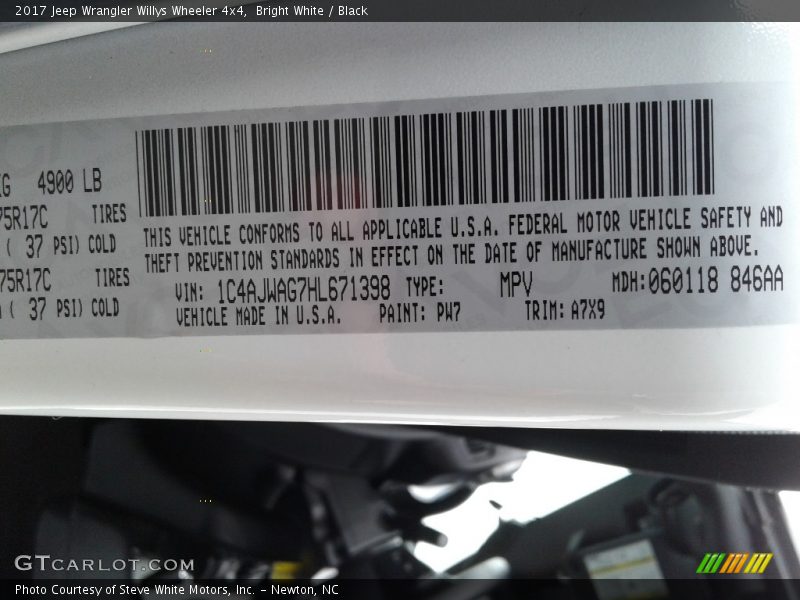 2017 Jeep Wrangler Willys Wheeler 4x4, Bright White / Black
4900 LB
75R17C TIRES
( 37 PSI) COLD
75R17C TIRES
( 37 PSI) COLD
THIS VEHICLE CONFORMS TO ALL APPLICABLE U.S.A. FEDERAL MOTOR VEHICLE SAFETY AND
THEFT PREVENTION STANDARDS IN EFFECT ON THE DATE OF MANUFACTURE SHOWN ABOVE.
VIN: 1C4AJWAG7HL671398 TYPE: MPV MDH:060118 846AA
VEHICLE MADE IN U.S.A. PAINT: PW7 TRIM: A7X9
GTCARLOT.COM
Photo Courtesy of Steve White Motors, Inc. – Newton, NC